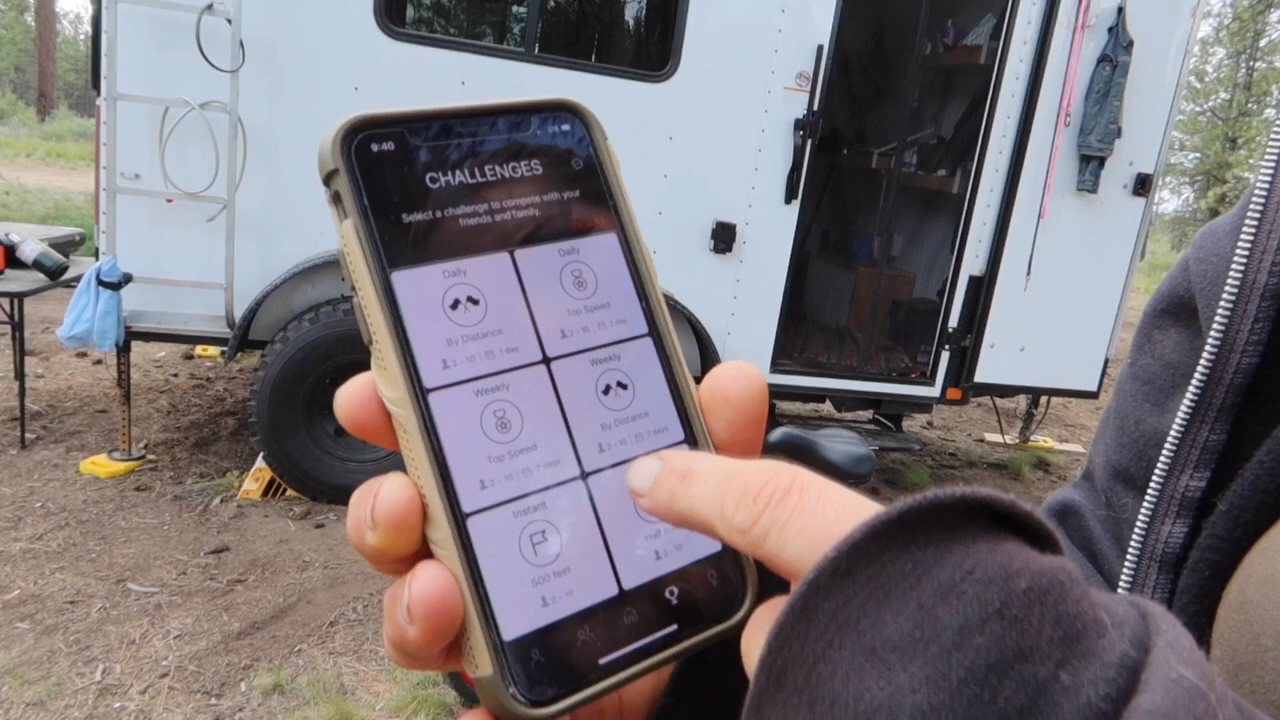 9:40
CHALLENGES
Select a challenge to compete with your
friends and family.
Daily
By Distance
2 - 10 | 1 day
Daily
Top Speed
2 - 10 | 1 day
Weekly
Top Speed
2 - 10 | 7 days
Weekly
By Distance
2 - 10 | 7 days
Instant
500 feet
2 - 10
Half
2 - 10